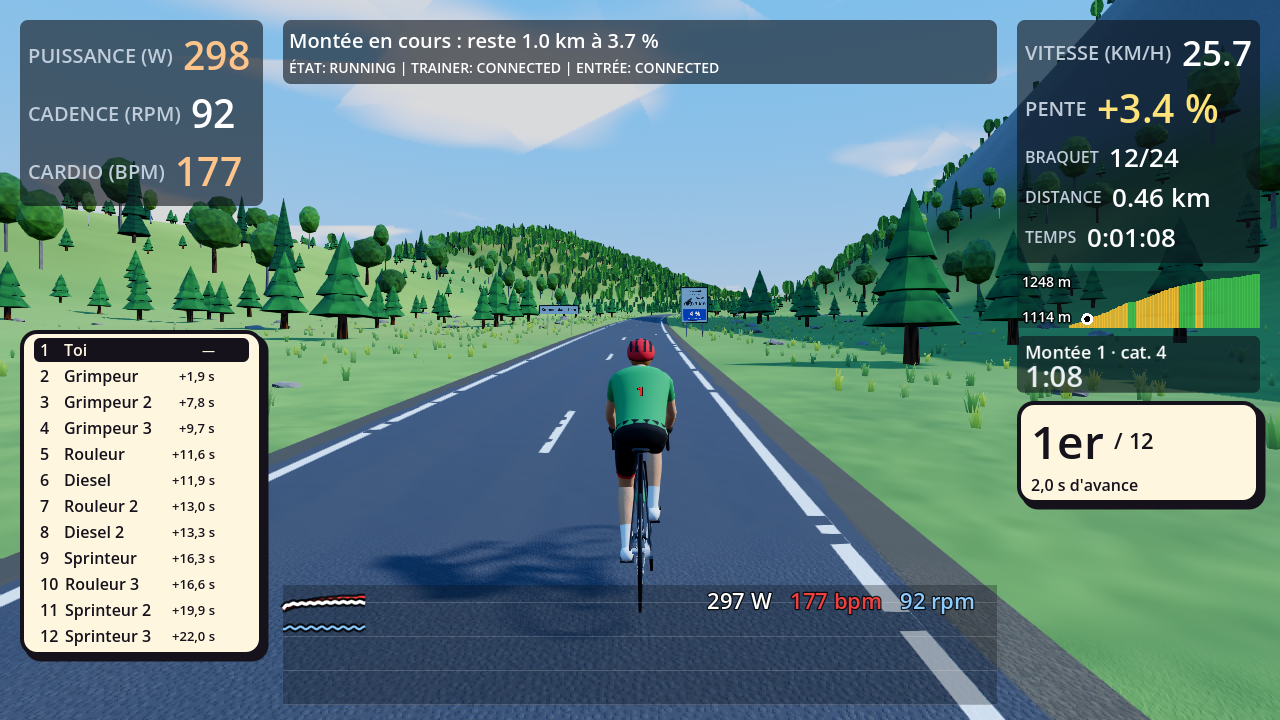 PUISSANCE (W) 298
CADENCE (RPM) 92
CARDIO (BPM) 177
Montée en cours : reste 1.0 km à 3.7 %
ÉTAT: RUNNING | TRAINER: CONNECTED | ENTRÉE: CONNECTED
VITESSE (KM/H) 25.7
PENTE +3.4 %
BRAQUET 12/24
DISTANCE 0.46 km
TEMPS 0:01:08
1248 m
1114 m
Montée 1 · cat. 4
1:08
1er / 12
2,0 s d'avance
1 Toi —
2 Grimpeur +1,9 s
3 Grimpeur 2 +7,8 s
4 Grimpeur 3 +9,7 s
5 Rouleur +11,6 s
6 Diesel +11,9 s
7 Rouleur 2 +13,0 s
8 Diesel 2 +13,3 s
9 Sprinteur +16,3 s
10 Rouleur 3 +16,6 s
11 Sprinteur 2 +19,9 s
12 Sprinteur 3 +22,0 s
4 %
1
297 W 177 bpm 92 rpm